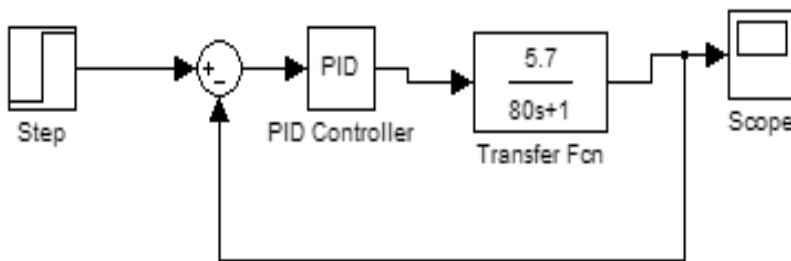 +
−
PID
5.7
80s+1
Step
PID Controller
Transfer Fcn
Scope